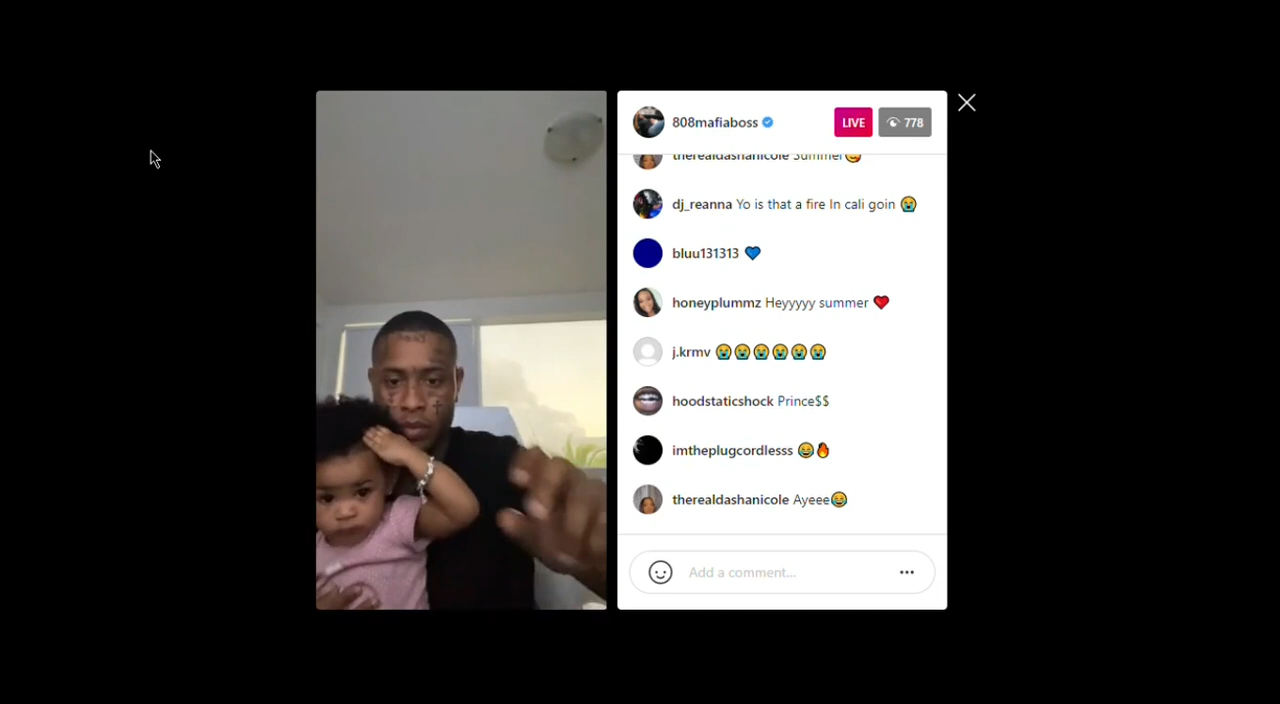 808mafiaboss
LIVE
778
therealdashanicole Summer🥰
dj_reanna Yo is that a fire In cali goin 😭
bluu131313 💙
honeyplummz Heyyyyy summer ❤️
j.krmv 😭😭😭😭😭😭
hoodstaticshock Prince$$
imtheplugcordlesss 😂🔥
therealdashanicole Ayeee😂
Add a comment...